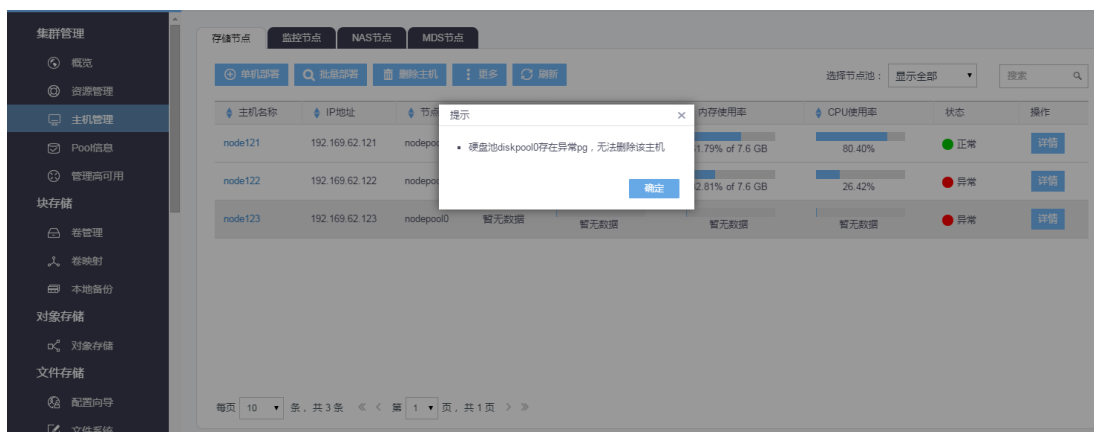 集群管理
概览
资源管理
主机管理
Pool信息
管理高可用
块存储
卷管理
卷映射
本地备份
对象存储
对象存储
文件存储
配置向导
文件系统
存储节点 监控节点 NAS节点 MDS节点
单机部署 批量部署 删除主机 更多 刷新 选择节点池： 显示全部 搜索
主机名称 IP地址 节点 内存使用率 CPU使用率 状态 操作
node121 192.169.62.121 nodepoo 1.79% of 7.6 GB 80.40% 正常 详情
node122 192.169.62.122 nodepoo 2.81% of 7.6 GB 26.42% 异常 详情
node123 192.169.62.123 nodepool0 暂无数据 暂无数据 暂无数据 暂无数据 异常 详情
提示
硬盘池diskpool0存在异常pg，无法删除该主机
确定
每页 10 条，共3条 第 1 页，共1页